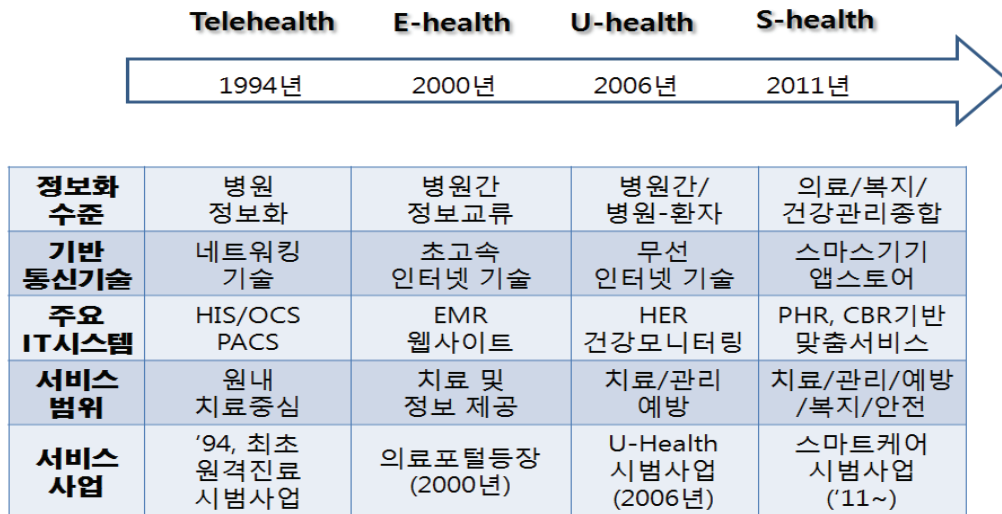 Telehealth E-health U-health S-health
1994년 2000년 2006년 2011년
정보화
수준
병원
정보화
병원간
정보교류
병원간/
병원-환자
의료/복지/
건강관리종합
기반
통신기술
네트워킹
기술
초고속
인터넷 기술
무선
인터넷 기술
스마스기기
앱스토어
주요
IT시스템
HIS/OCS
PACS
EMR
웹사이트
HER
건강모니터링
PHR, CBR기반
맞춤서비스
서비스
범위
원내
치료중심
치료 및
정보 제공
치료/관리
예방
치료/관리/예방
/복지/안전
서비스
사업
’94, 최초
원격진료
시범사업
의료포털등장
(2000년)
U-Health
시범사업
(2006년)
스마트케어
시범사업
(’11~)